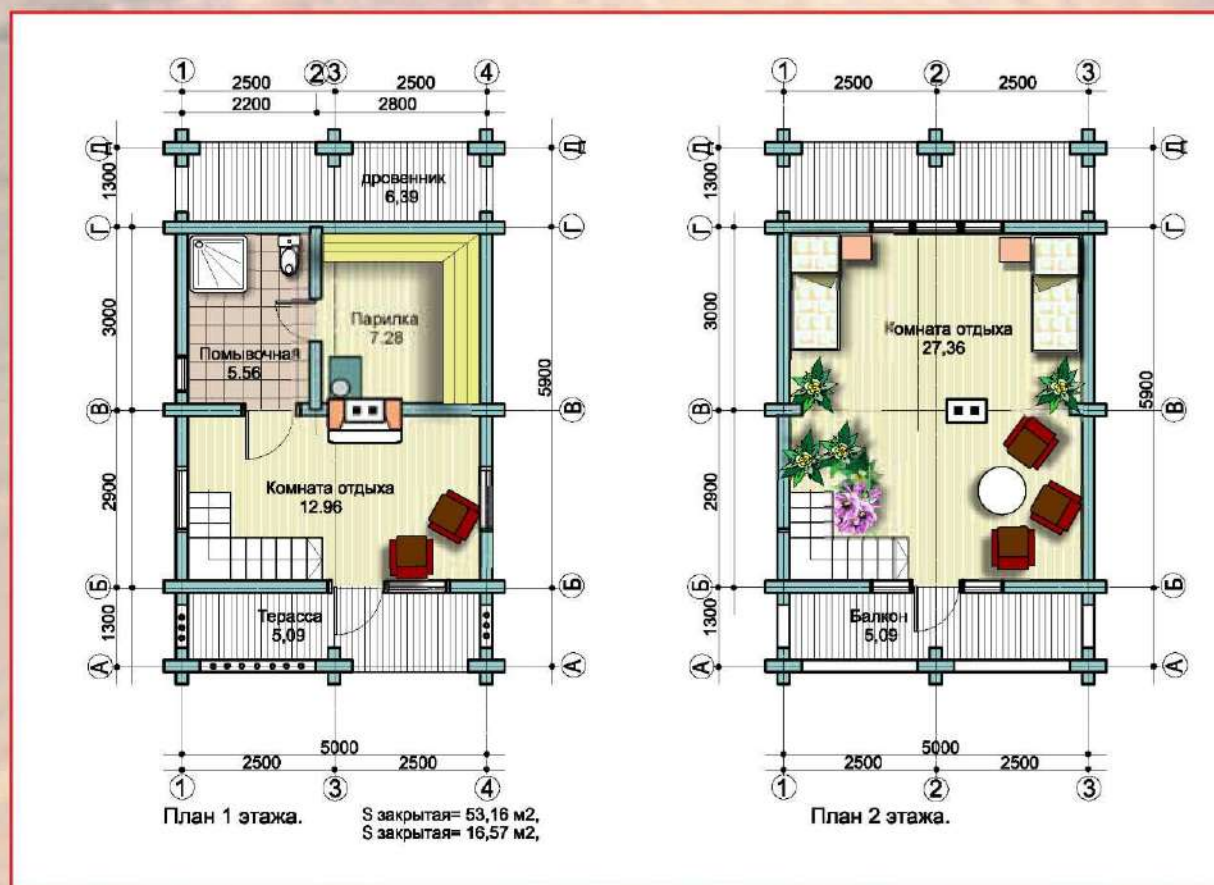 1 2 3 4
2500 2500
2200 2800
Д Д
1300
дровенник
6,39
Г Г
3000
Парилка
7.28
Помывочная
5.56
5900
В В
2900
Комната отдыха
12.96
Б Б
1300
Терасса
5,09
А А
5000
2500 2500
1 3 4
План 1 этажа.
S закрытая= 53,16 м2,
S закрытая= 16,57 м2,
1 2 3
2500 2500
Д Д
1300
Г Г
3000
Комната отдыха
27,36
5900
В В
2900
Б Б
1300
Балкон
5,09
А А
5000
2500 2500
1 2 3
План 2 этажа.